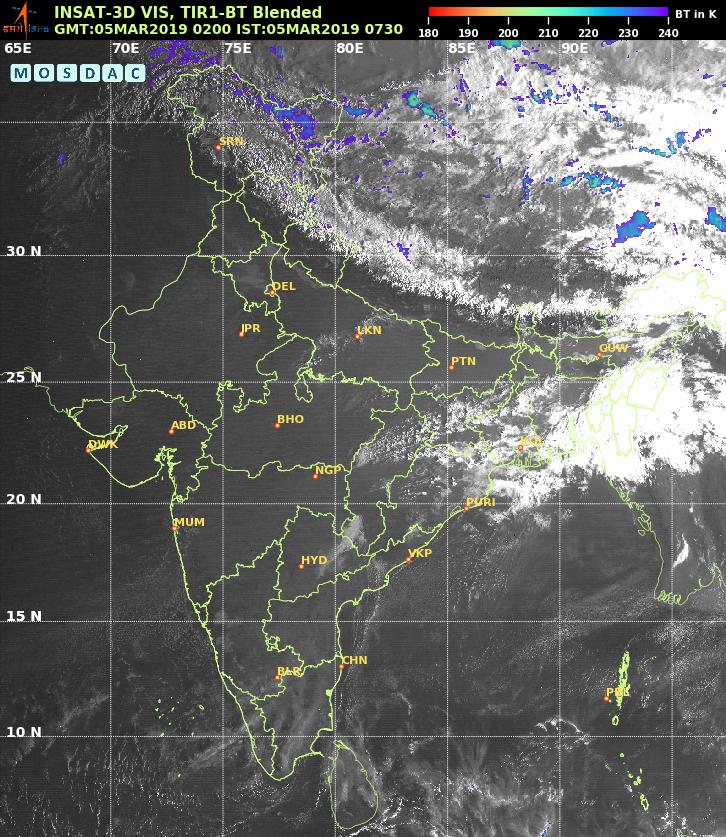 INSAT-3D VIS, TIR1-BT Blended
GMT:05MAR2019 0200 IST:05MAR2019 0730
BT in K
180 190 200 210 220 230 240
65E 70E 75E 80E 85E 90E
MOSDAC
SRN
30 N
DEL
JPR
LKN
GUW
PTN
25 N
ABD
BHO
DWK
KOL
NGP
20 N
PURI
MUM
HYD
VKP
15 N
CHN
BLR
PBL
10 N